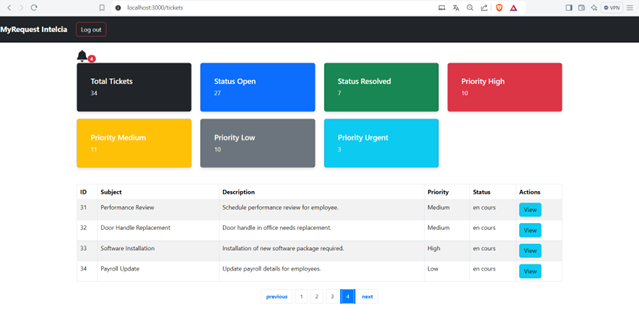 localhost:3000/tickets
VPN
MyRequest Intelcia Log out
4
Total Tickets
34
Status Open
27
Status Resolved
7
Priority High
10
Priority Medium
11
Priority Low
10
Priority Urgent
3
ID Subject Description Priority Status Actions
31 Performance Review Schedule performance review for employee. Medium en cours View
32 Door Handle Replacement Door handle in office needs replacement. Medium en cours View
33 Software Installation Installation of new software package required. High en cours View
34 Payroll Update Update payroll details for employees. Low en cours View
previous 1 2 3 4 next